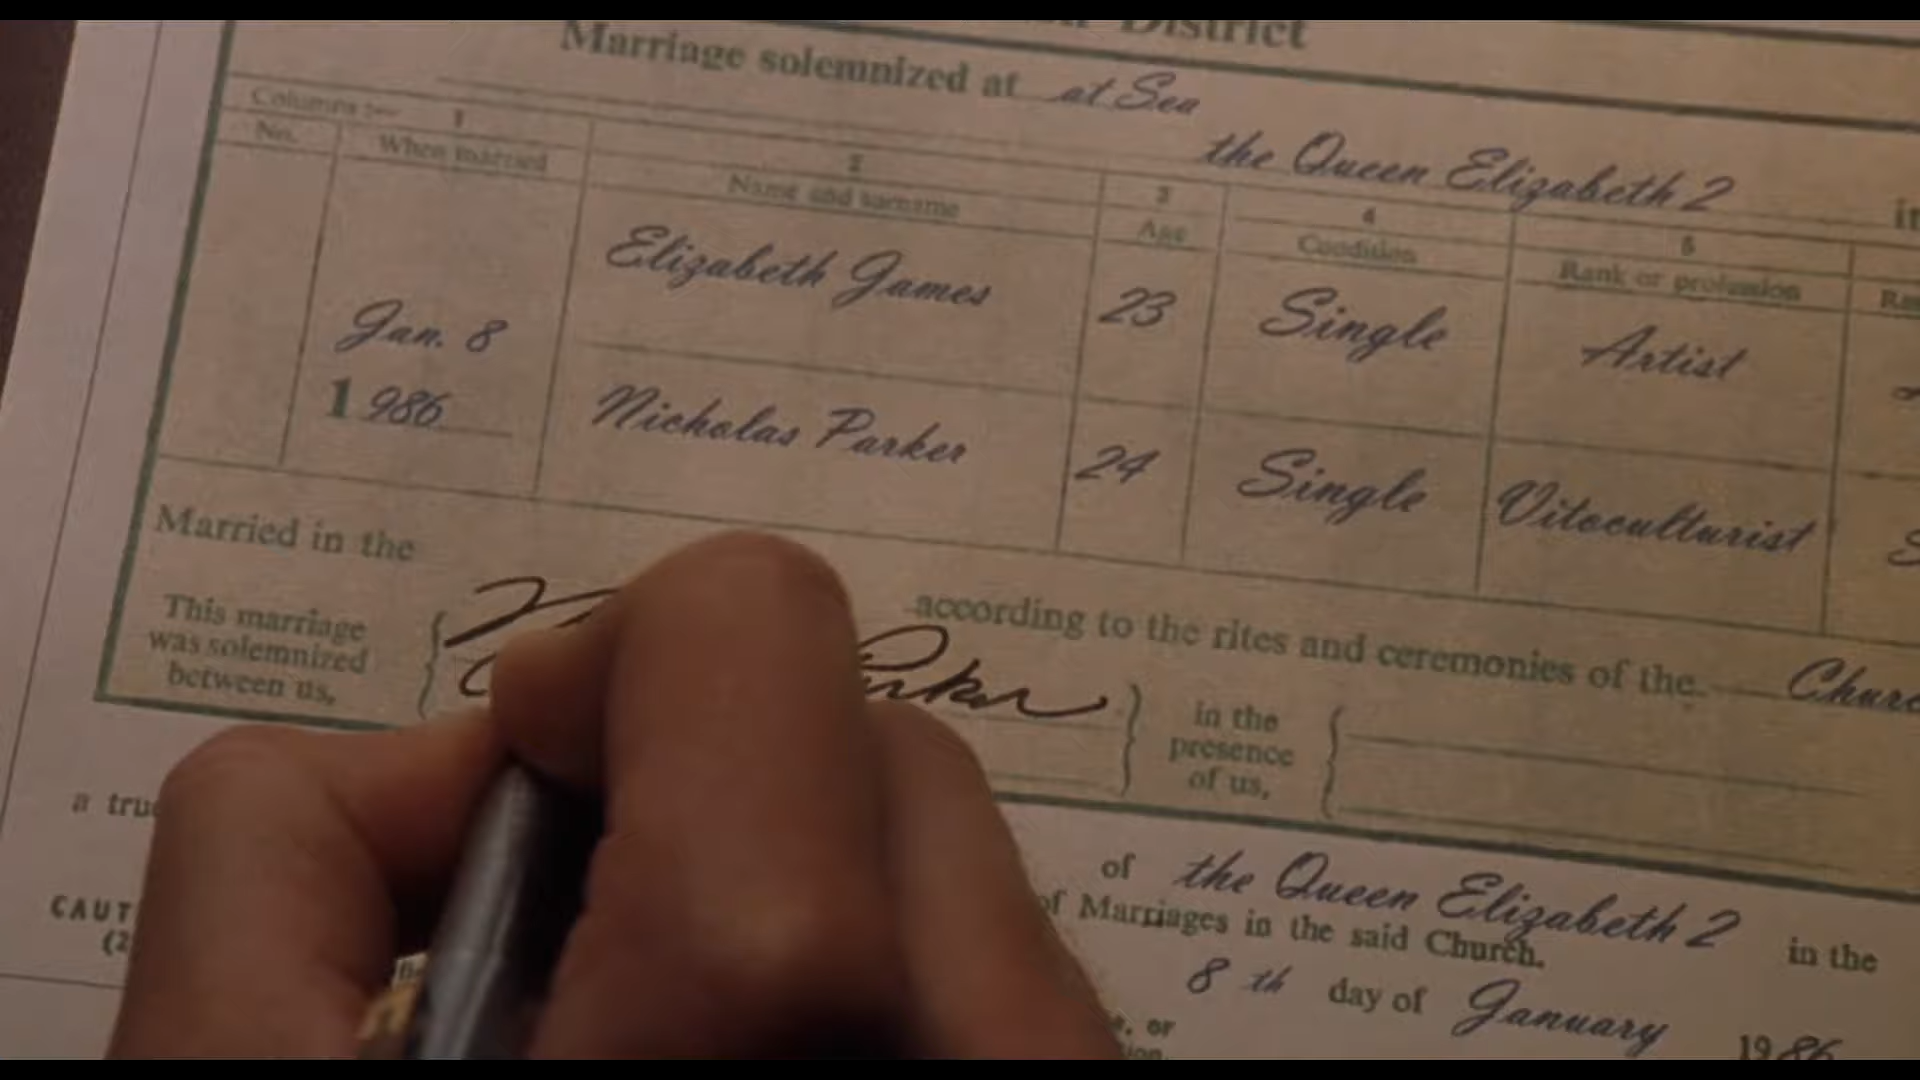 District
Marriage solemnized at at Sea
the Queen Elizabeth 2
Columns :— 1 2 3 4 5
No. When married Name and surname Age Condition Rank or profession
Jan. 8 1986
Elizabeth James 23 Single Artist
Nicholas Parker 24 Single Vitoculturist
Married in the according to the rites and ceremonies of the
This marriage
was solemnized
between us,
Parker
in the
presence
of us,
a
of the Queen Elizabeth 2 in the
of Marriages in the said Church.
8 th day of January 1986
or